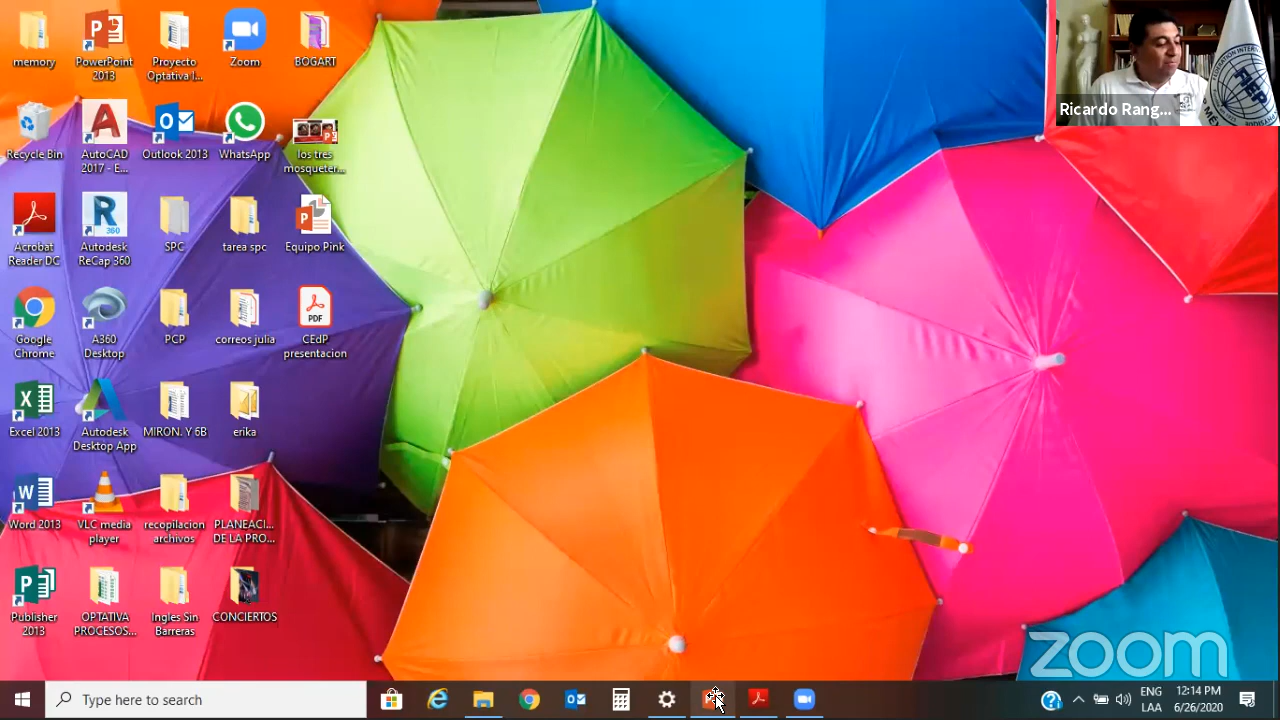 memory
PowerPoint 2013
Proyecto Optativa I...
Zoom
BOGART
Ricardo Rang...
Recycle Bin
AutoCAD 2017 - E...
Outlook 2013
WhatsApp
los tres mosqueter...
Acrobat Reader DC
Autodesk ReCap 360
SPC
tarea spc
Equipo Pink
Google Chrome
A360 Desktop
PCP
correos julia
PDF
CEdP presentacion
Excel 2013
Autodesk Desktop App
MIRON. Y.6B
erika
Word 2013
VLC media player
recopilacion archivos
PLANEACI... DE LA PRO...
Publisher 2013
OPTATIVA PROCESOS...
Ingles Sin Barreras
CONCIERTOS
zoom
Type here to search
ENG
LAA
12:14 PM
6/26/2020